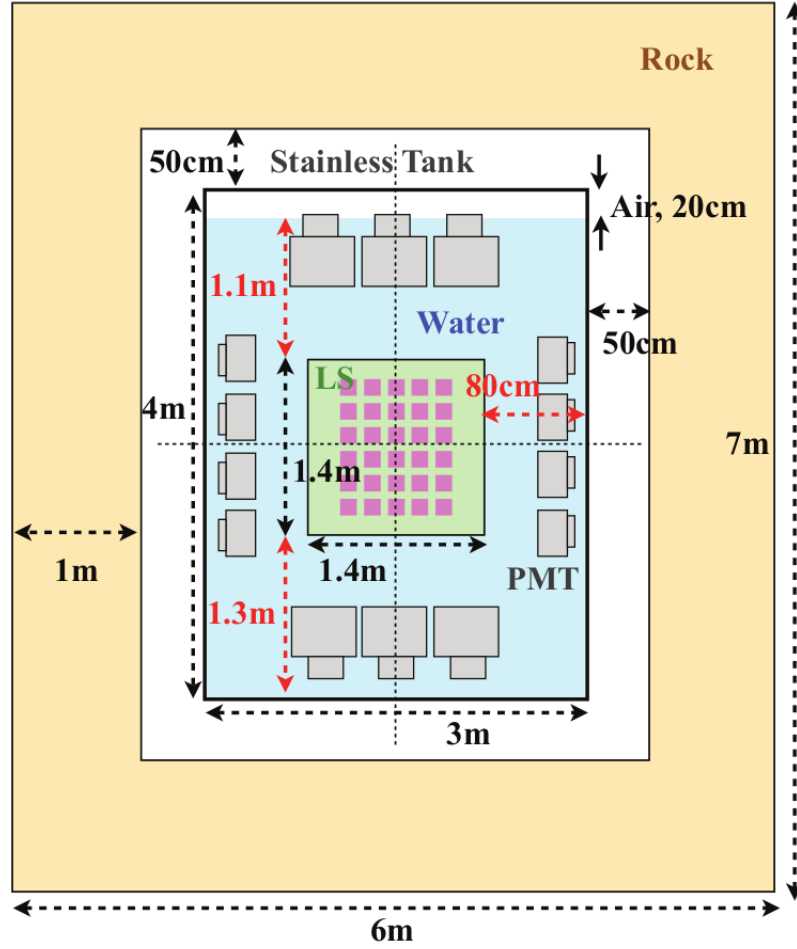 Rock
50cm
Stainless Tank
Air, 20cm
1.1m
Water
50cm
LS
80cm
4m
7m
1.4m
1m
1.4m
PMT
1.3m
3m
6m